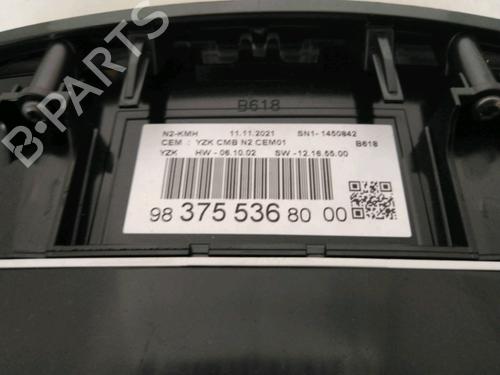 B618
N2-KMH 11.11.2021 SN1- 1450842
CEM : YZK CMB N2 CEM01 B618
YZK HW - 06.10.02 SW -12.16.55.00
98 375 536 80 00
B-PARTS